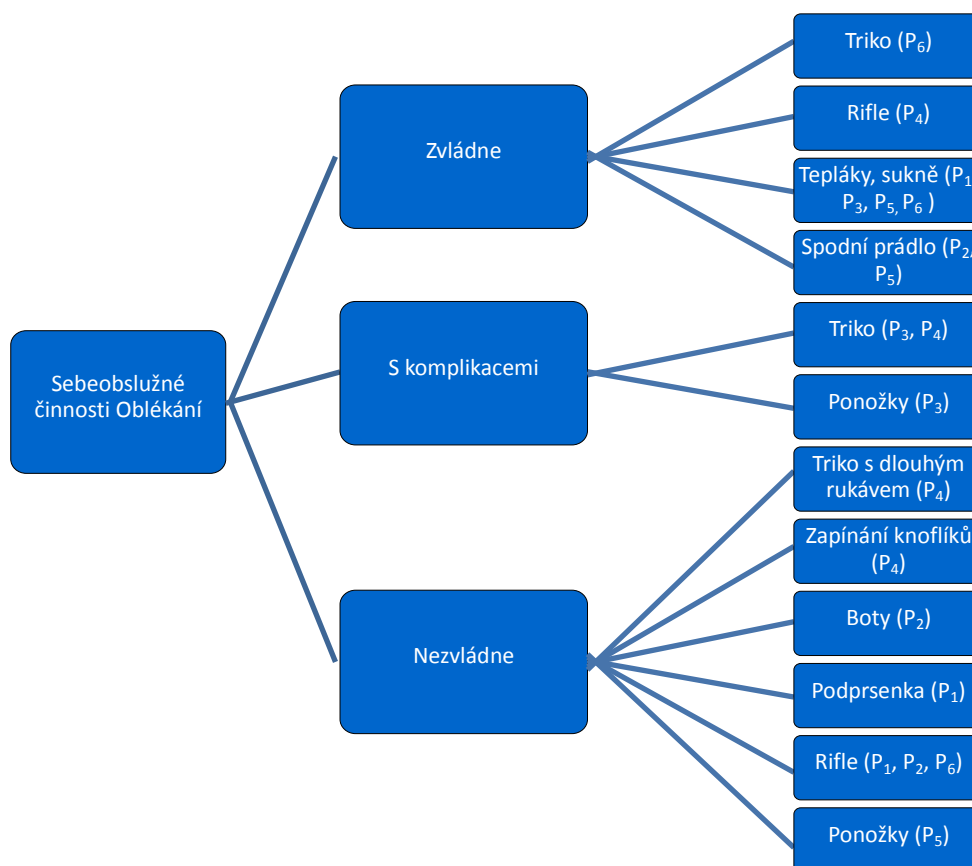 Sebeobslužné
činnosti Oblékání
Zvládne
Triko (P6)
Rifle (P4)
Tepláky, sukně (P1
P3, P5, P6 )
Spodní prádlo (P2,
P5)
S komplikacemi
Triko (P3, P4)
Ponožky (P3)
Nezvládne
Triko s dlouhým
rukávem (P4)
Zapínání knoflíků
(P4)
Boty (P2)
Podprsenka (P1)
Rifle (P1, P2, P6)
Ponožky (P5)